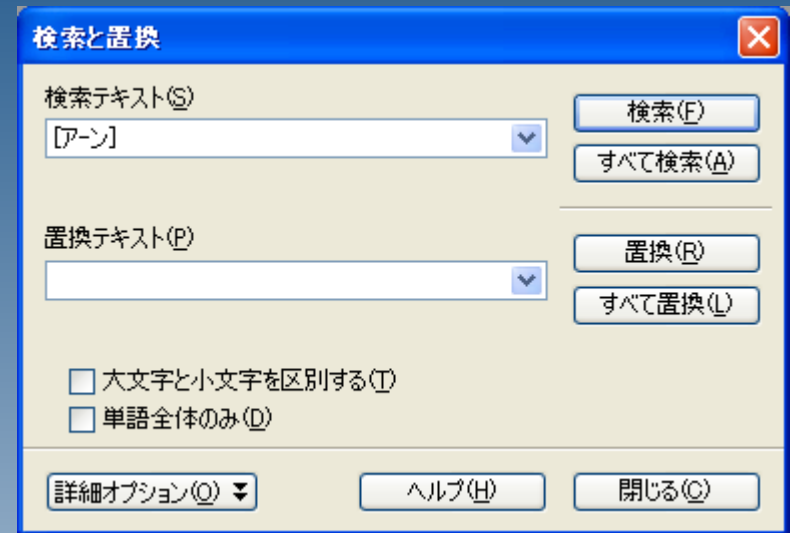 検索と置換
検索テキスト(S)
[アーン]
検索(F)
すべて検索(A)
置換テキスト(P)
置換(R)
すべて置換(L)
大文字と小文字を区別する(T)
単語全体のみ(D)
詳細オプション(O)
ヘルプ(H)
閉じる(C)